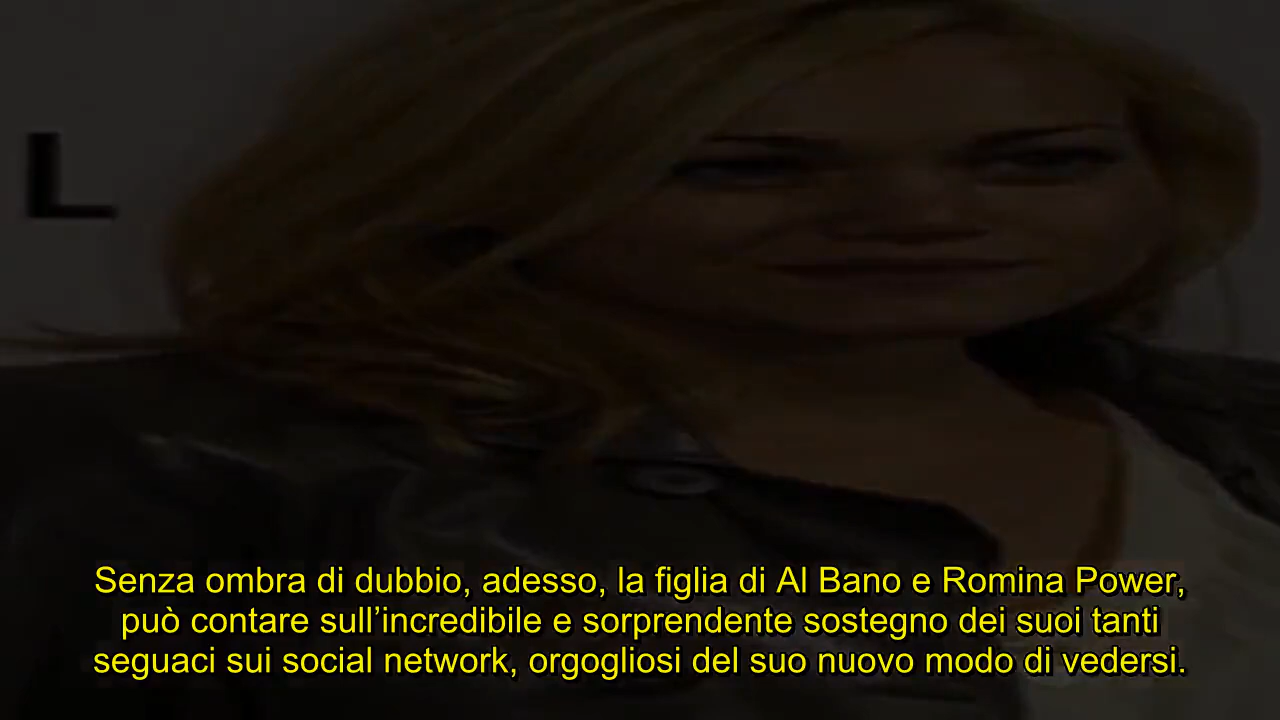 L
Senza ombra di dubbio, adesso, la figlia di Al Bano e Romina Power,
può contare sull’incredibile e sorprendente sostegno dei suoi tanti
seguaci sui social network, orgogliosi del suo nuovo modo di vedersi.